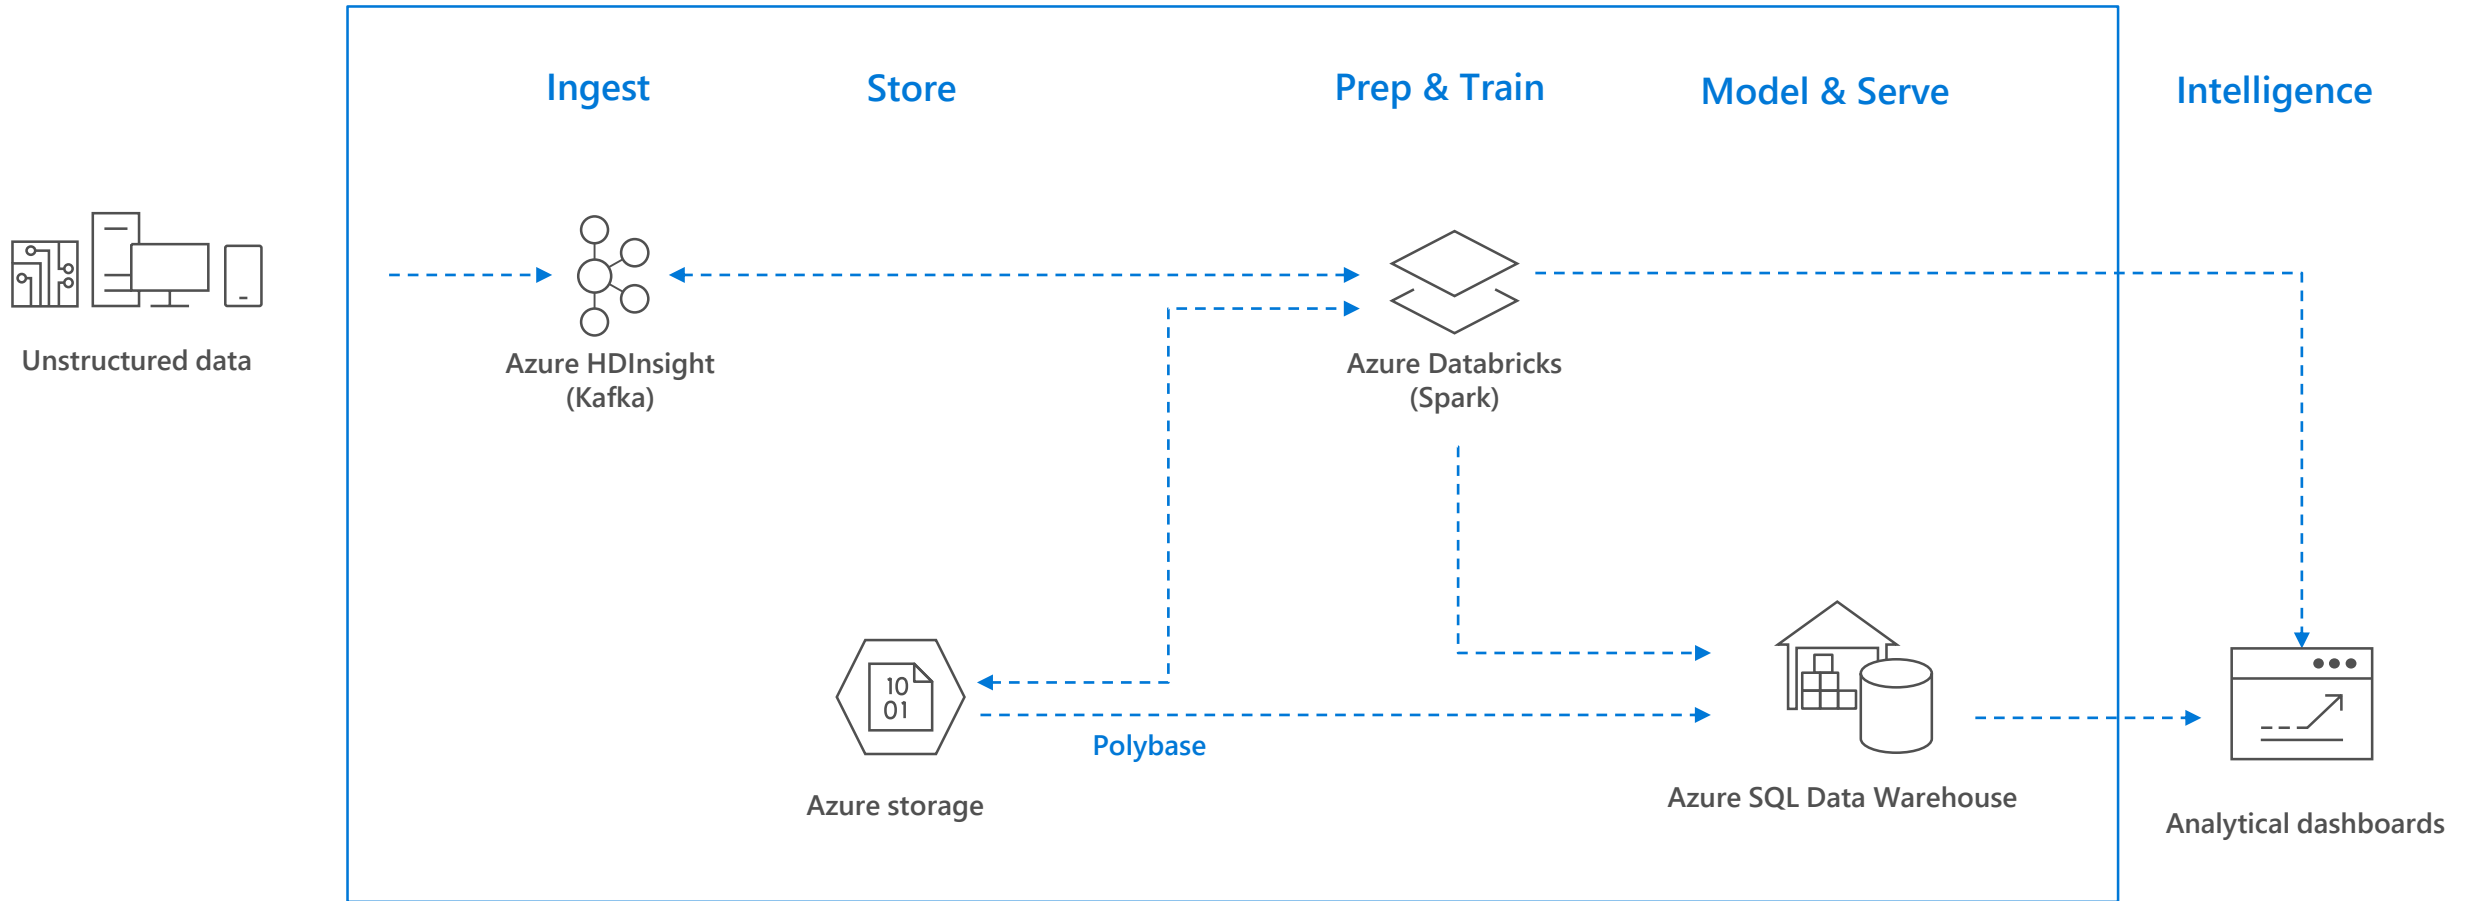 Ingest
Store
Prep & Train
Model & Serve
Intelligence
Unstructured data
Azure HDInsight
(Kafka)
Azure Databricks
(Spark)
10
01
Polybase
Azure storage
Azure SQL Data Warehouse
Analytical dashboards